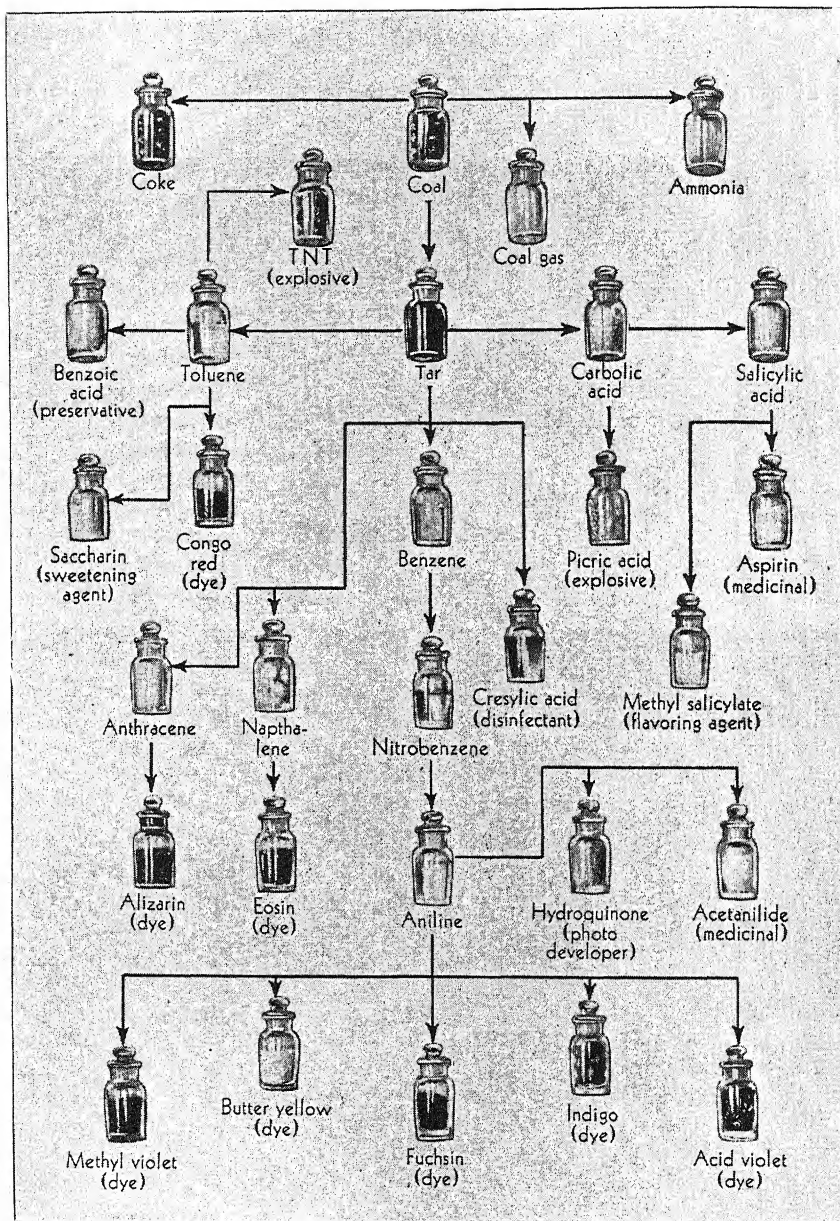 Coke
Coal
Ammonia
TNT
(explosive)
Coal gas
Benzoic
acid
(preservative)
Toluene
Tar
Carbolic
acid
Salicylic
acid
Saccharin
(sweetening
agent)
Congo
red
(dye)
Benzene
Picric acid
(explosive)
Aspirin
(medicinal)
Anthracene
Naptha-
lene
Nitrobenzene
Cresylic acid
(disinfectant)
Methyl salicylate
(flavoring agent)
Alizarin
(dye)
Eosin
(dye)
Aniline
Hydroquinone
(photo
developer)
Acetanilide
(medicinal)
Methyl violet
(dye)
Butter yellow
(dye)
Fuchsin
(dye)
Indigo
(dye)
Acid violet
(dye)